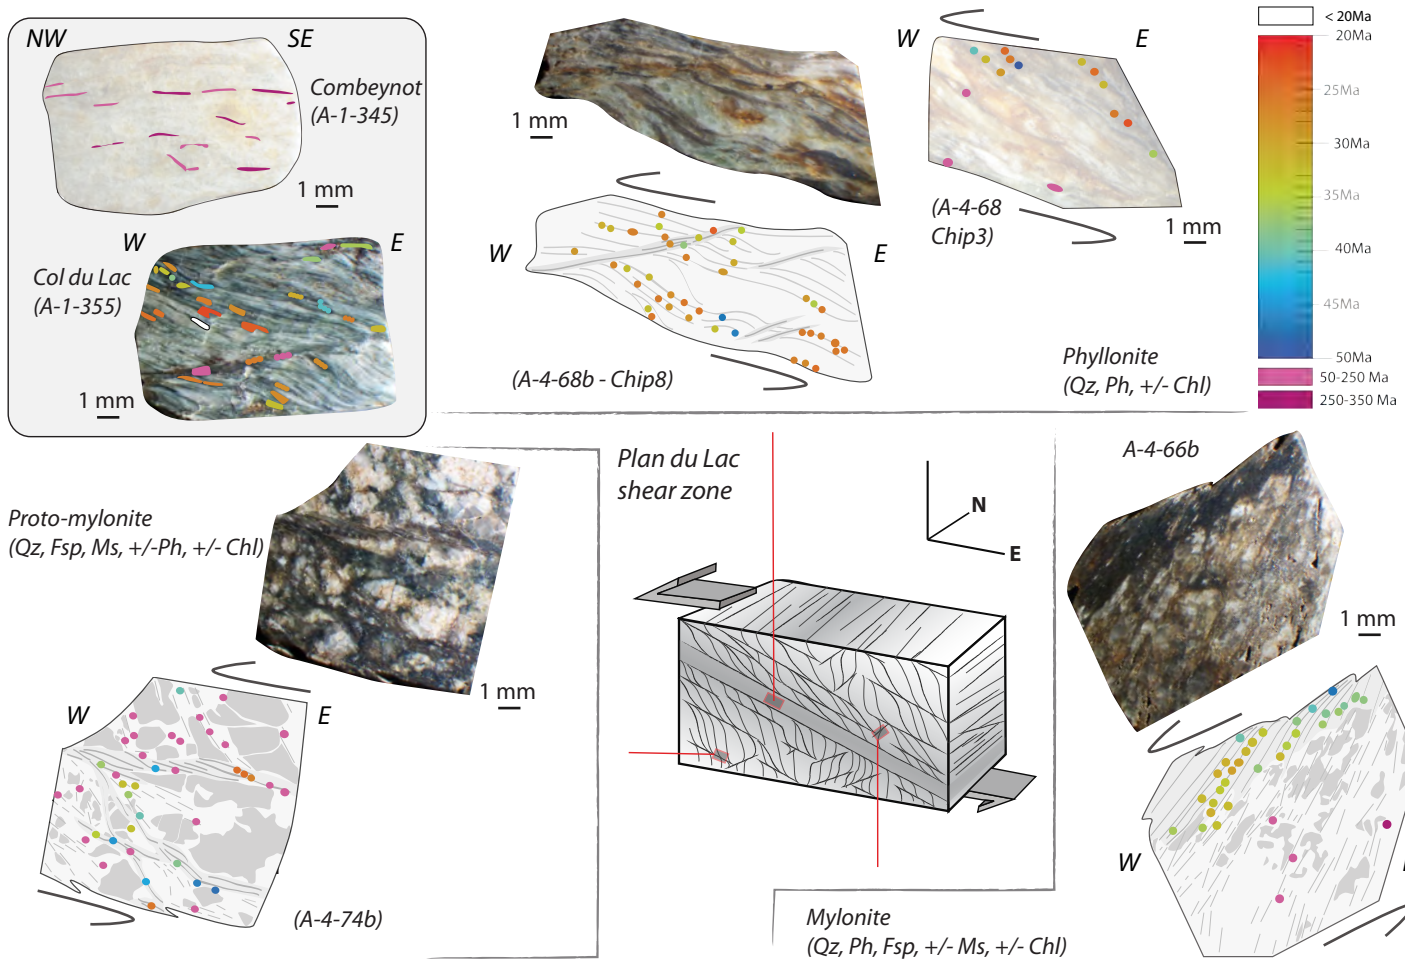 NW
SE
Combeynot
(A-1-345)
1 mm
W
E
Col du Lac
(A-1-355)
1 mm
1 mm
W
E
(A-4-68b - Chip8)
W
E
(A-4-68
Chip3)
1 mm
Phyllonite
(Qz, Ph, +/- Chl)
< 20Ma
20Ma
25Ma
30Ma
35Ma
40Ma
45Ma
50Ma
50-250 Ma
250-350 Ma
Proto-mylonite
(Qz, Fsp, Ms, +/-Ph, +/- Chl)
1 mm
W
E
(A-4-74b)
Plan du Lac
shear zone
N
E
A-4-66b
1 mm
W
Mylonite
(Qz, Ph, Fsp, +/- Ms, +/- Chl)